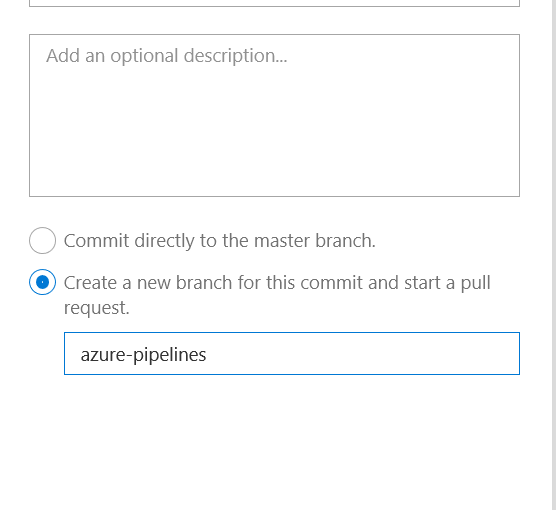 Add an optional description...
Commit directly to the master branch.
Create a new branch for this commit and start a pull
request.
azure-pipelines